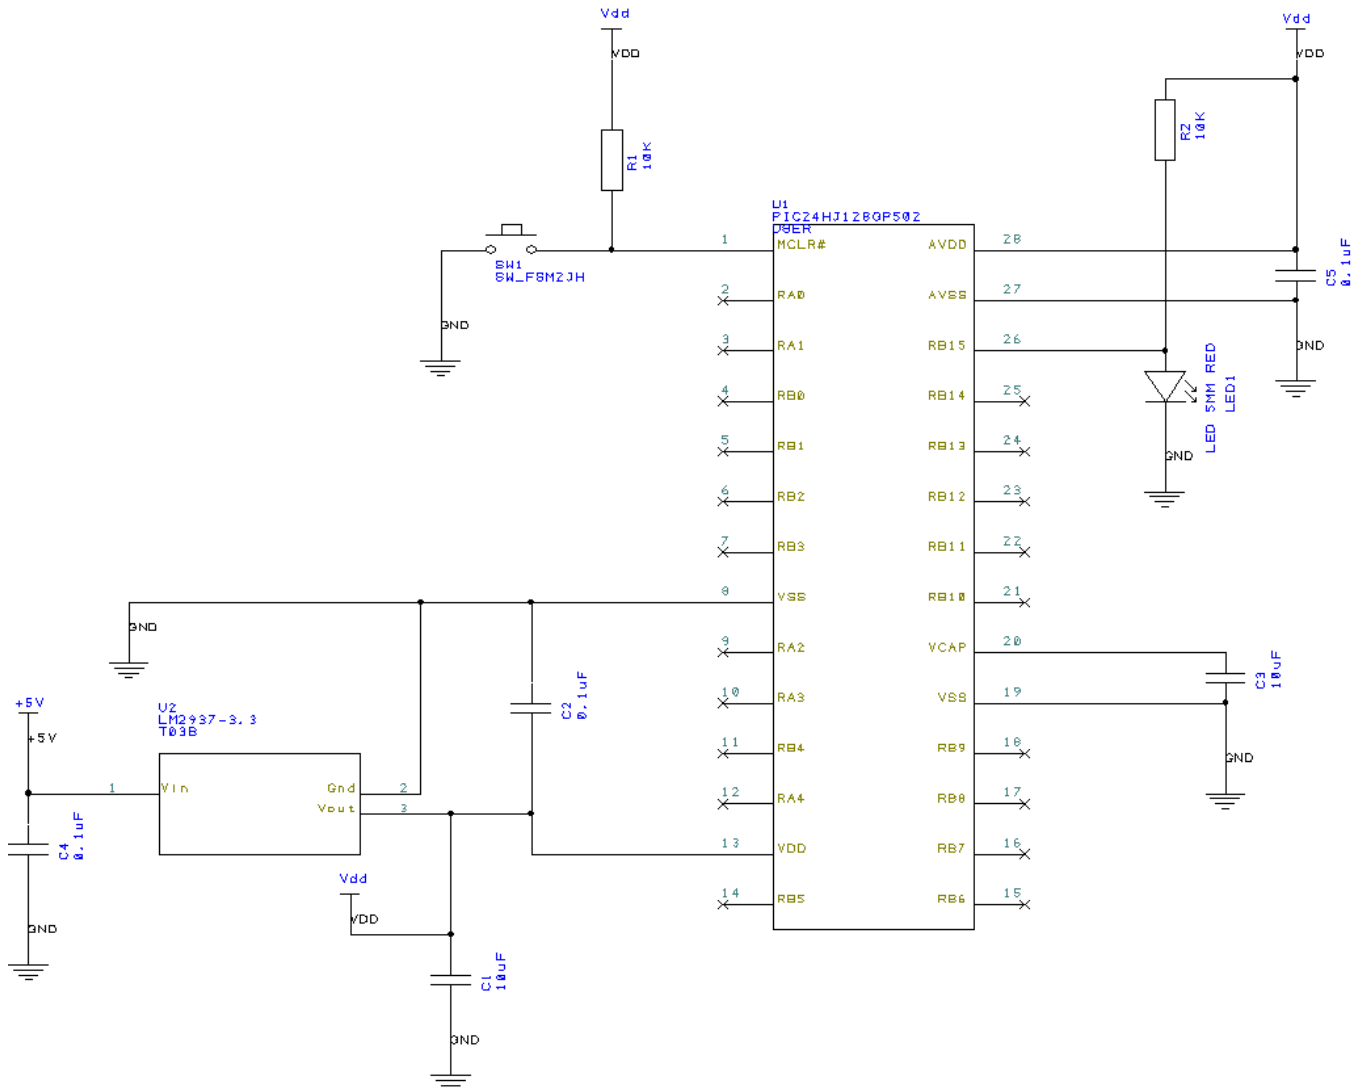 Vdd
VDD
R1
10K
SW1
SW_FSM2JH
GND
Vdd
VDD
R2
10K
C5
0.1uF
GND
LED 5MM RED
LED1
GND
U1
PIC24HJ128GP502
USER
1 MCLR#
2 RA0
3 RA1
4 RB0
5 RB1
6 RB2
7 RB3
8 VSS
9 RA2
10 RA3
11 RB4
12 RA4
13 VDD
14 RB5
AVDD 28
AVSS 27
RB15 26
RB14 25
RB13 24
RB12 23
RB11 22
RB10 21
VCAP 20
VSS 19
RB9 18
RB8 17
RB7 16
RB6 15
C3
10uF
GND
GND
C2
0.1uF
+5V
+5V
U2
LM2937-3.3
T03B
1 Vin
Gnd 2
Vout 3
C4
0.1uF
GND
Vdd
VDD
C1
10uF
GND